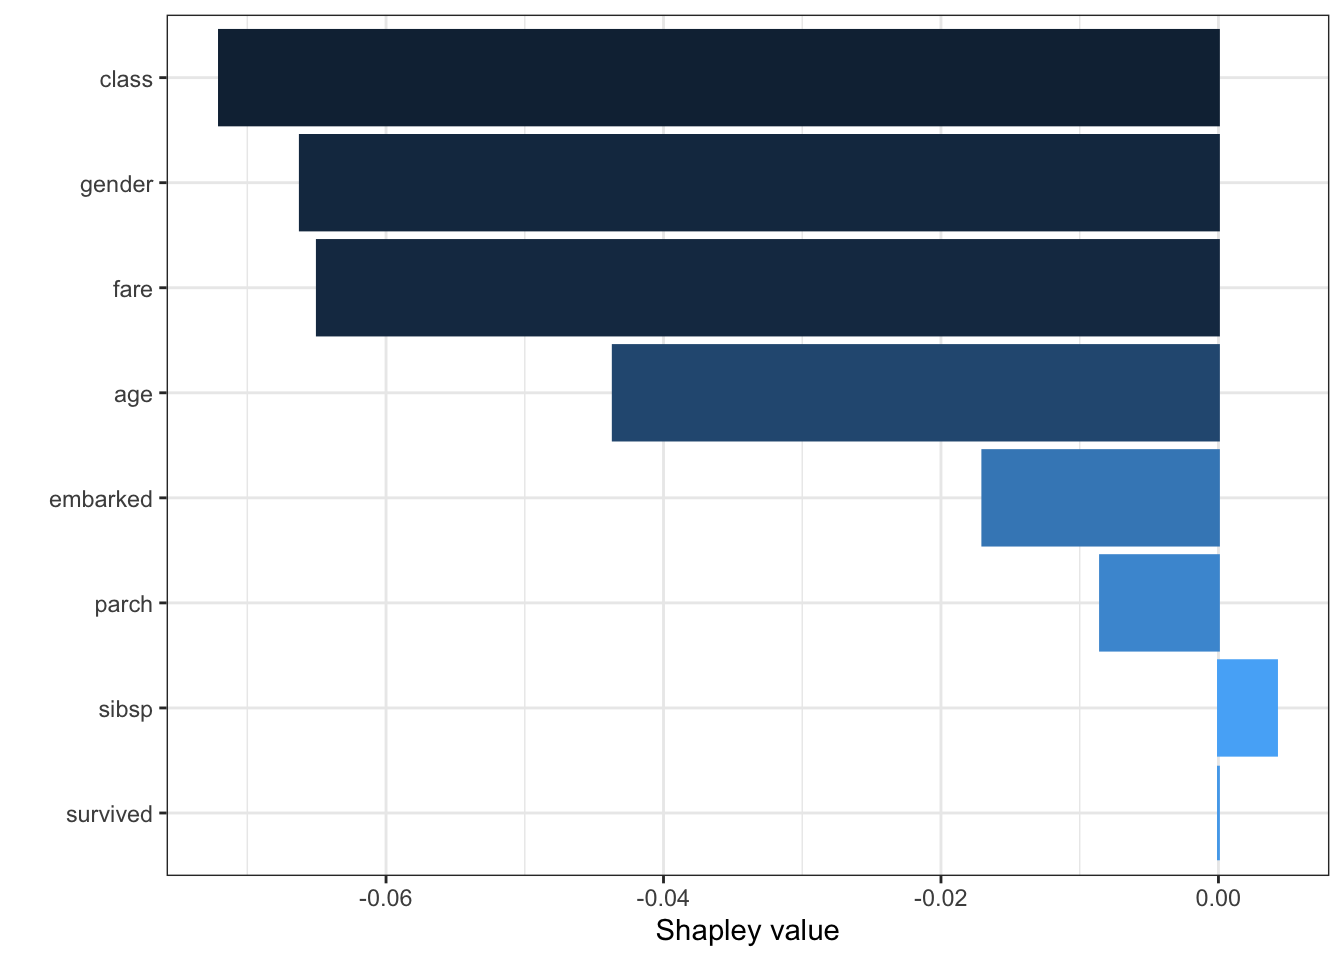 class
gender
fare
age
embarked
parch
sibsp
survived
-0.06 -0.04 -0.02 0.00
Shapley value